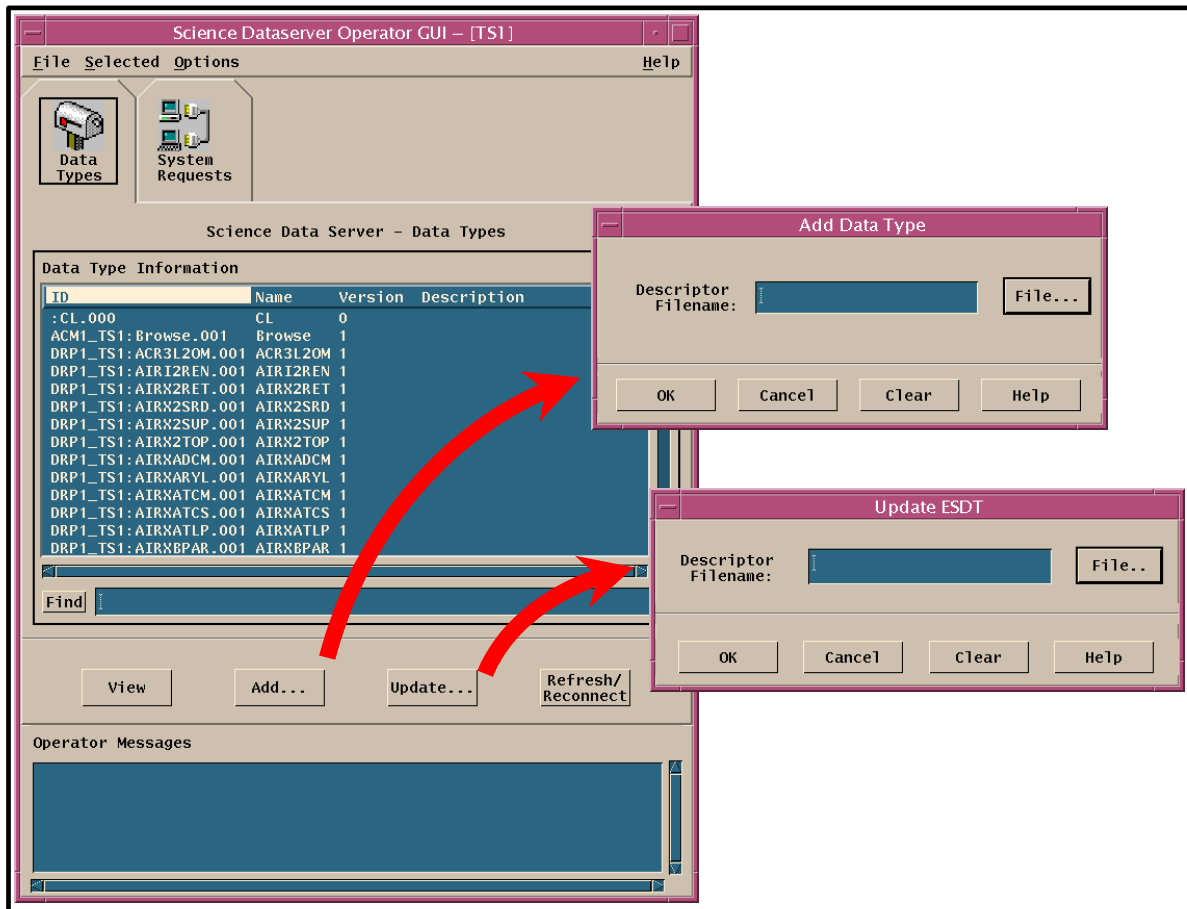 Science Dataserver Operator GUI – [TS1]
File Selected Options Help
Data Types
System Requests
Science Data Server – Data Types
Data Type Information
ID Name Version Description
:CL.000 CL 0
ACM1_TS1:Browse.001 Browse 1
DRP1_TS1:ACR3L2OM.001 ACR3L2OM 1
DRP1_TS1:AIRI2REN.001 AIRI2REN 1
DRP1_TS1:AIRX2RET.001 AIRX2RET 1
DRP1_TS1:AIRX2SRD.001 AIRX2SRD 1
DRP1_TS1:AIRX2SUP.001 AIRX2SUP 1
DRP1_TS1:AIRX2TOP.001 AIRX2TOP 1
DRP1_TS1:AIRXADCM.001 AIRXADCM 1
DRP1_TS1:AIRXARYL.001 AIRXARYL 1
DRP1_TS1:AIRXATCM.001 AIRXATCM 1
DRP1_TS1:AIRXATCS.001 AIRXATCS 1
DRP1_TS1:AIRXATLP.001 AIRXATLP 1
DRP1_TS1:AIRXBPAR.001 AIRXBPAR 1
Find
View Add... Update... Refresh/
Reconnect
Operator Messages
Add Data Type
Descriptor
Filename:
File...
OK Cancel Clear Help
Update ESDT
Descriptor
Filename:
File..
OK Cancel Clear Help